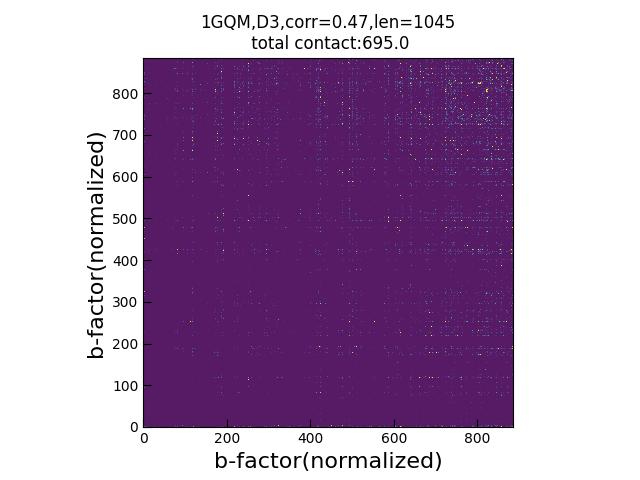 1GQM,D3,corr=0.47,len=1045
total contact:695.0
800
700
600
500
400
300
200
100
0
b-factor(normalized)
0 200 400 600 800
b-factor(normalized)